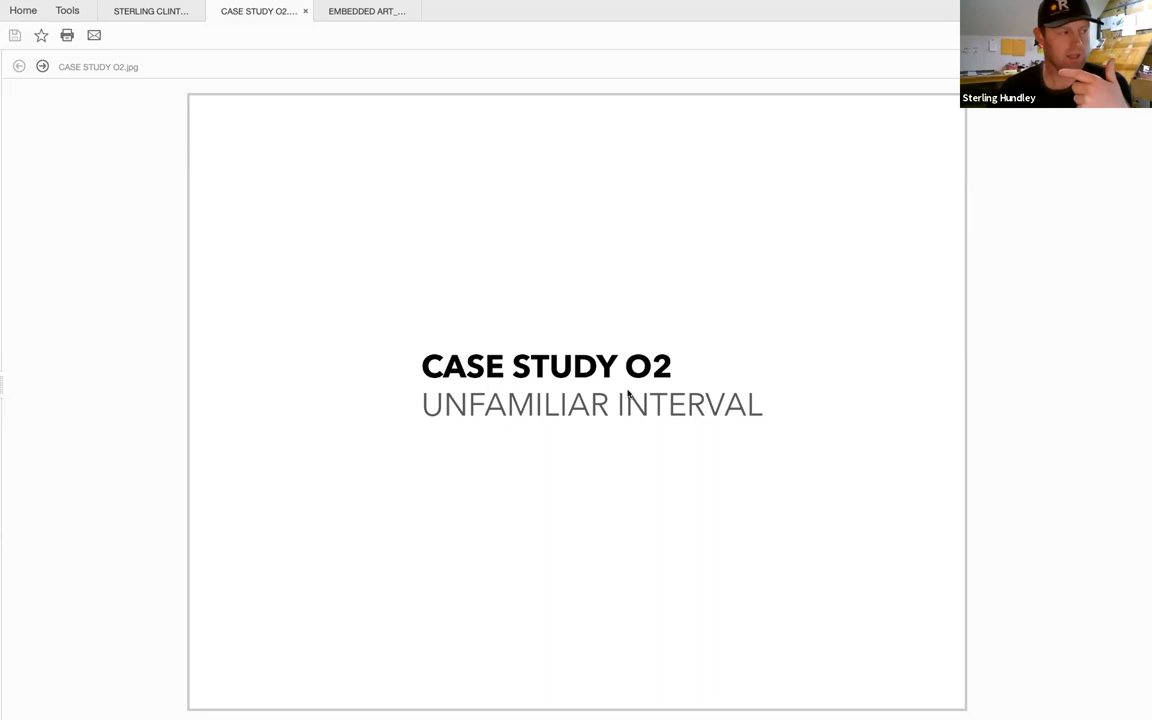 Home
Tools
STERLING CLINT...
CASE STUDY O2....
×
EMBEDDED ART_...
CASE STUDY O2.jpg
R
Sterling Hundley
CASE STUDY O2
UNFAMILIAR INTERVAL